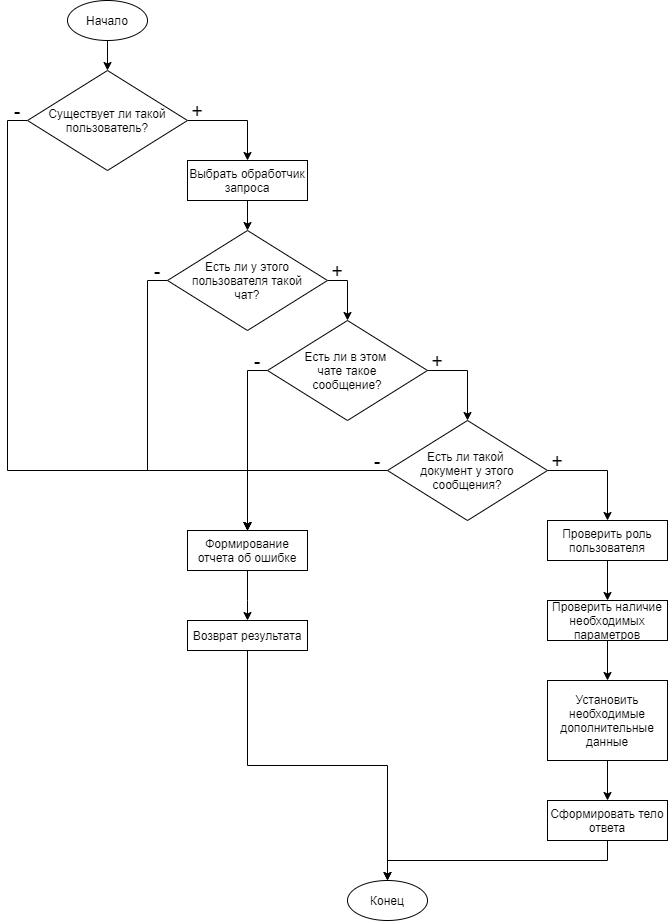 Начало
-
Существует ли такой
пользователь?
+
Выбрать обработчик
запроса
-
Есть ли у этого
пользователя такой
чат?
+
-
Есть ли в этом
чате такое
сообщение?
+
-
Есть ли такой
документ у этого
сообщения?
+
Формирование
отчета об ошибке
Возврат результата
Проверить роль
пользователя
Проверить наличие
необходимых
параметров
Установить
необходимые
дополнительные
данные
Сформировать тело
ответа
Конец